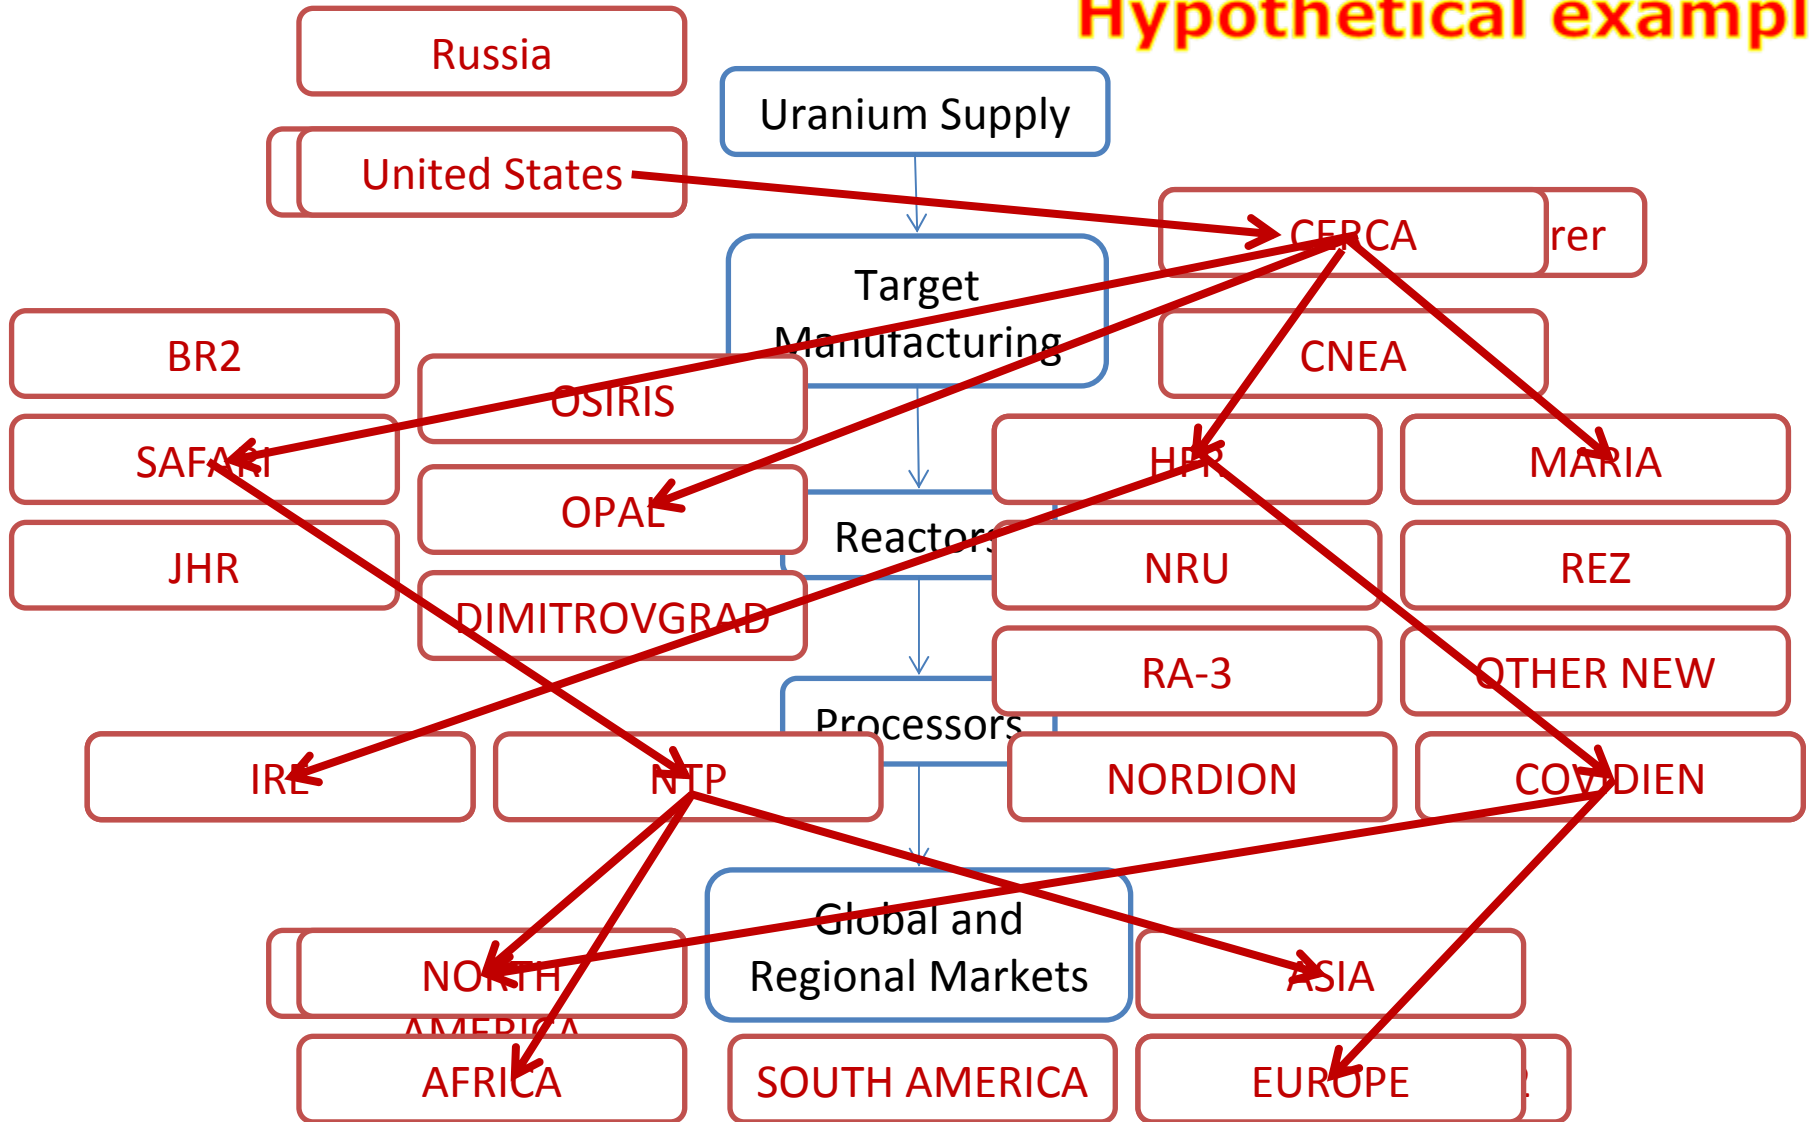 Hypothetical exampl
Russia
Uranium Supply
United States
CERCA
rer
Target
Manufacturing
BR2
CNEA
OSIRIS
SAFARI
HFR
MARIA
OPAL
Reactors
JHR
NRU
REZ
DIMITROVGRAD
RA-3
OTHER NEW
Processors
IRE
NTP
NORDION
COVIDIEN
Global and
Regional Markets
NORTH
AMERICA
ASIA
AFRICA
SOUTH AMERICA
EUROPE